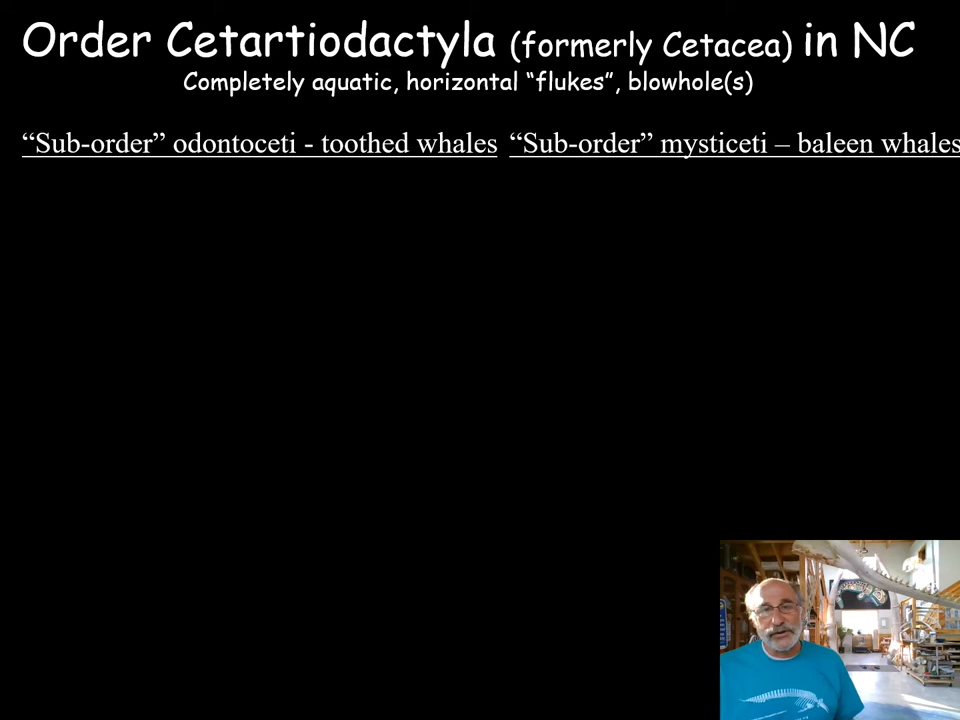 Order Cetartiodactyla (formerly Cetacea) in NC
Completely aquatic, horizontal “flukes”, blowhole(s)
“Sub-order” odontoceti - toothed whales
“Sub-order” mysticeti – baleen whales